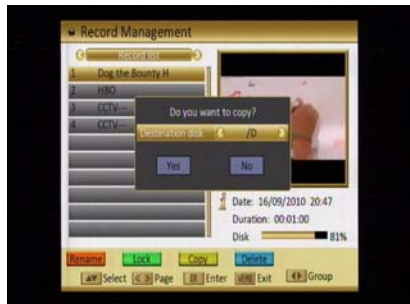 Record Management
Record list
1 Dog the Bounty H
2 HBO
3 CCTV---
4 CCTV---
Do you want to copy?
Destination disk /D
Yes No
Date: 16/09/2010 20:47
Duration: 00:01:00
Disk 81%
Rename Lock Copy Delete
Select Page OK Enter MENU Exit Group